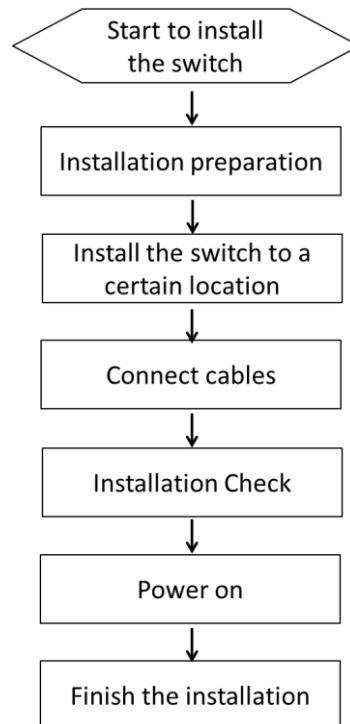 Start to install
the switch
Installation preparation
Install the switch to a
certain location
Connect cables
Installation Check
Power on
Finish the installation